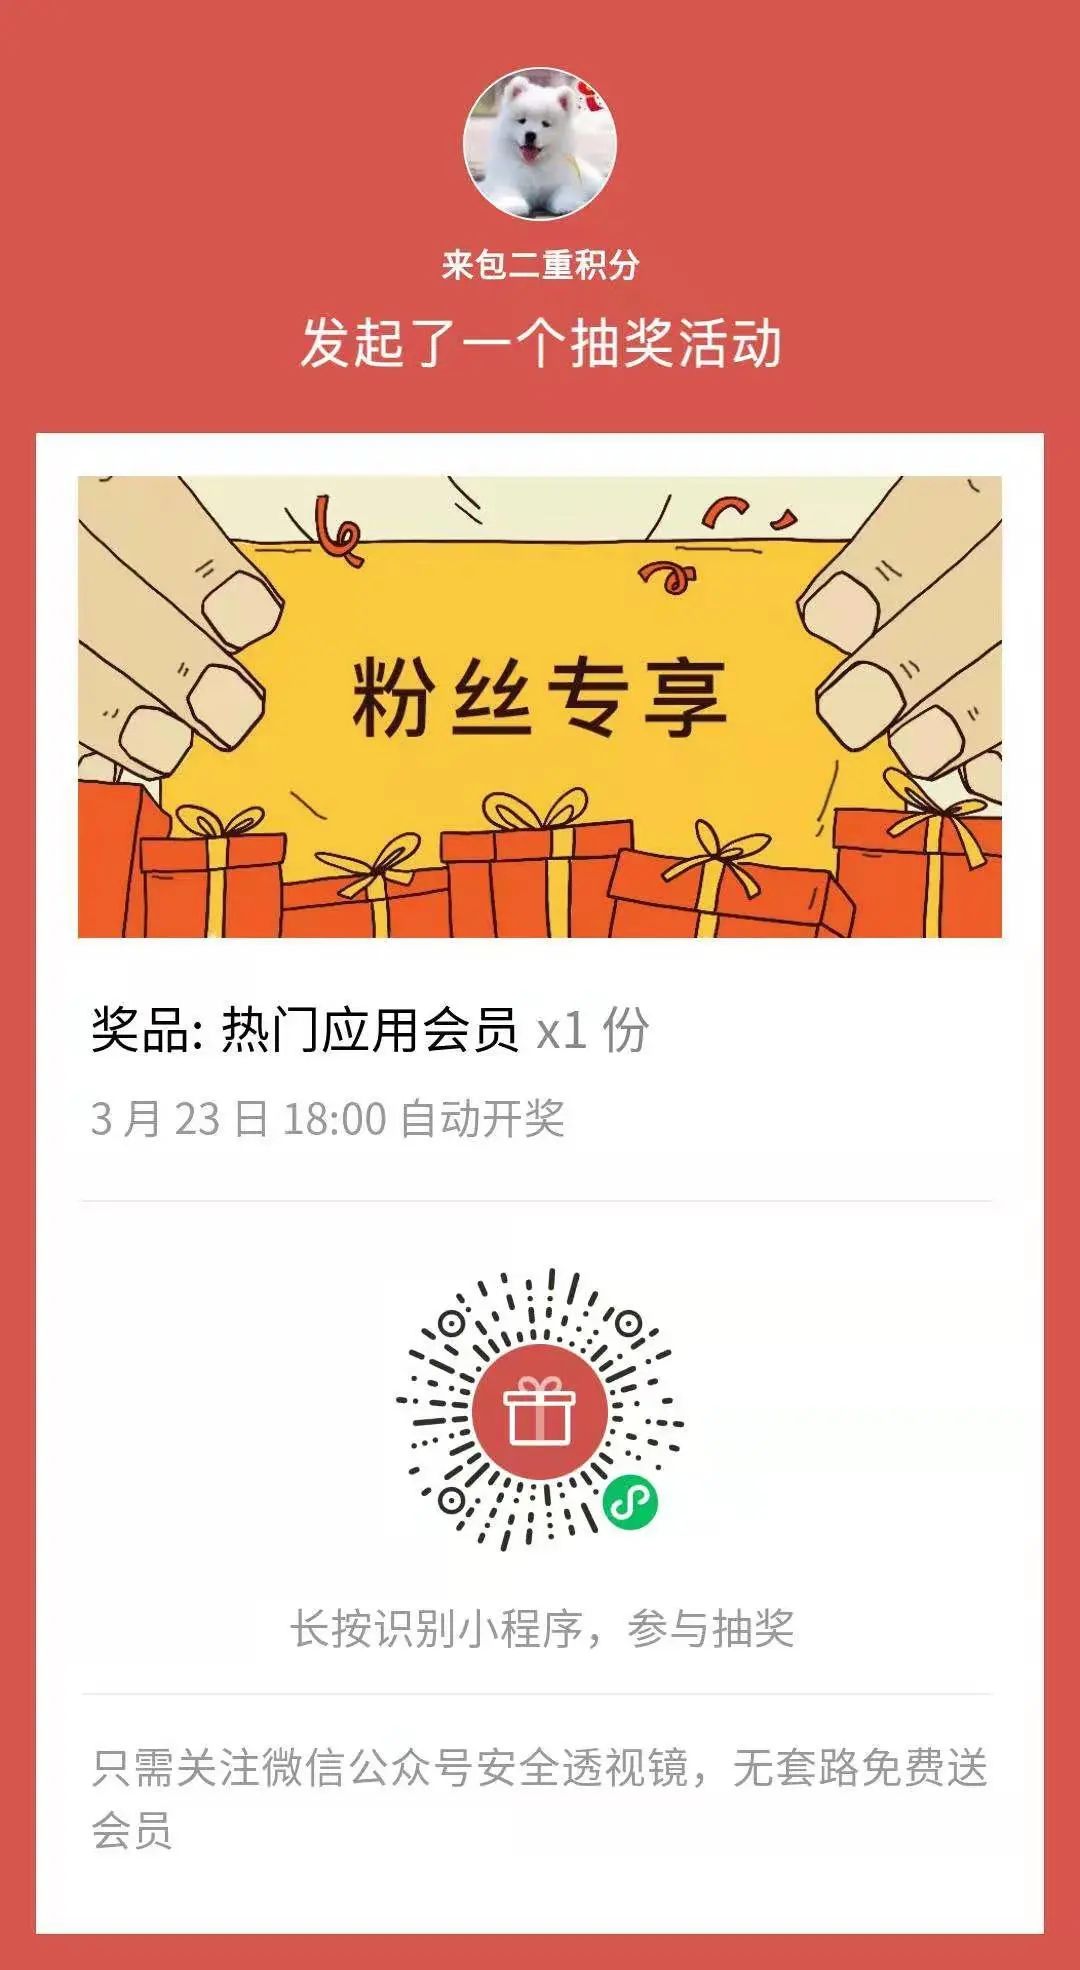 来包二重积分
发起了一个抽奖活动
粉丝专享
奖品: 热门应用会员 x1 份
3 月 23 日 18:00 自动开奖
长按识别小程序，参与抽奖
只需关注微信公众号安全透视镜，无套路免费送
会员